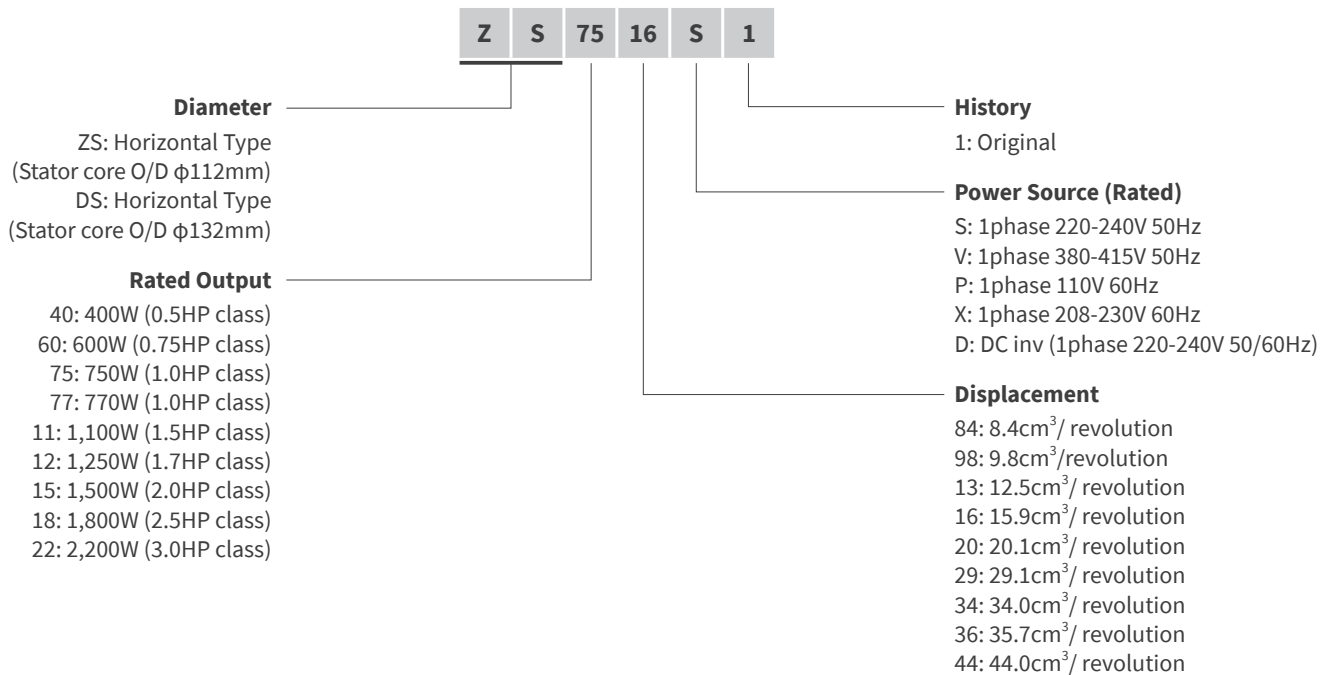 Z S 75 16 S 1
Diameter
ZS: Horizontal Type
(Stator core O/D φ112mm)
DS: Horizontal Type
(Stator core O/D φ132mm)
Rated Output
40: 400W (0.5HP class)
60: 600W (0.75HP class)
75: 750W (1.0HP class)
77: 770W (1.0HP class)
11: 1,100W (1.5HP class)
12: 1,250W (1.7HP class)
15: 1,500W (2.0HP class)
18: 1,800W (2.5HP class)
22: 2,200W (3.0HP class)
History
1: Original
Power Source (Rated)
S: 1phase 220-240V 50Hz
V: 1phase 380-415V 50Hz
P: 1phase 110V 60Hz
X: 1phase 208-230V 60Hz
D: DC inv (1phase 220-240V 50/60Hz)
Displacement
84: 8.4cm³/ revolution
98: 9.8cm³/revolution
13: 12.5cm³/ revolution
16: 15.9cm³/ revolution
20: 20.1cm³/ revolution
29: 29.1cm³/ revolution
34: 34.0cm³/ revolution
36: 35.7cm³/ revolution
44: 44.0cm³/ revolution